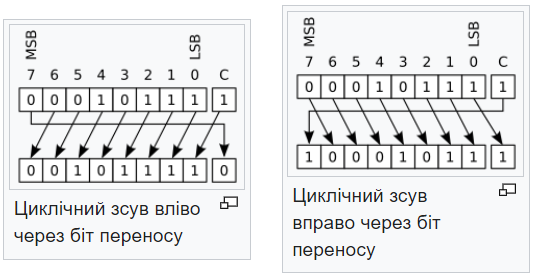 MSB LSB
7 6 5 4 3 2 1 0 C
0 0 0 1 0 1 1 1 1
0 0 1 0 1 1 1 1 0
Циклічний зсув вліво
через біт переносу
MSB LSB
7 6 5 4 3 2 1 0 C
0 0 0 1 0 1 1 1 1
1 0 0 0 1 0 1 1 1
Циклічний зсув
вправо через біт
переносу